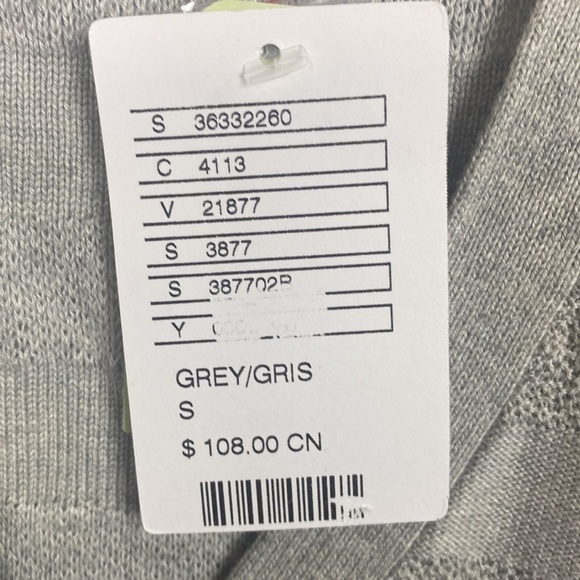 S 36332260
C 4113
V 21877
S 3877
S 387702B
Y
GREY/GRIS
S
$ 108.00 CN